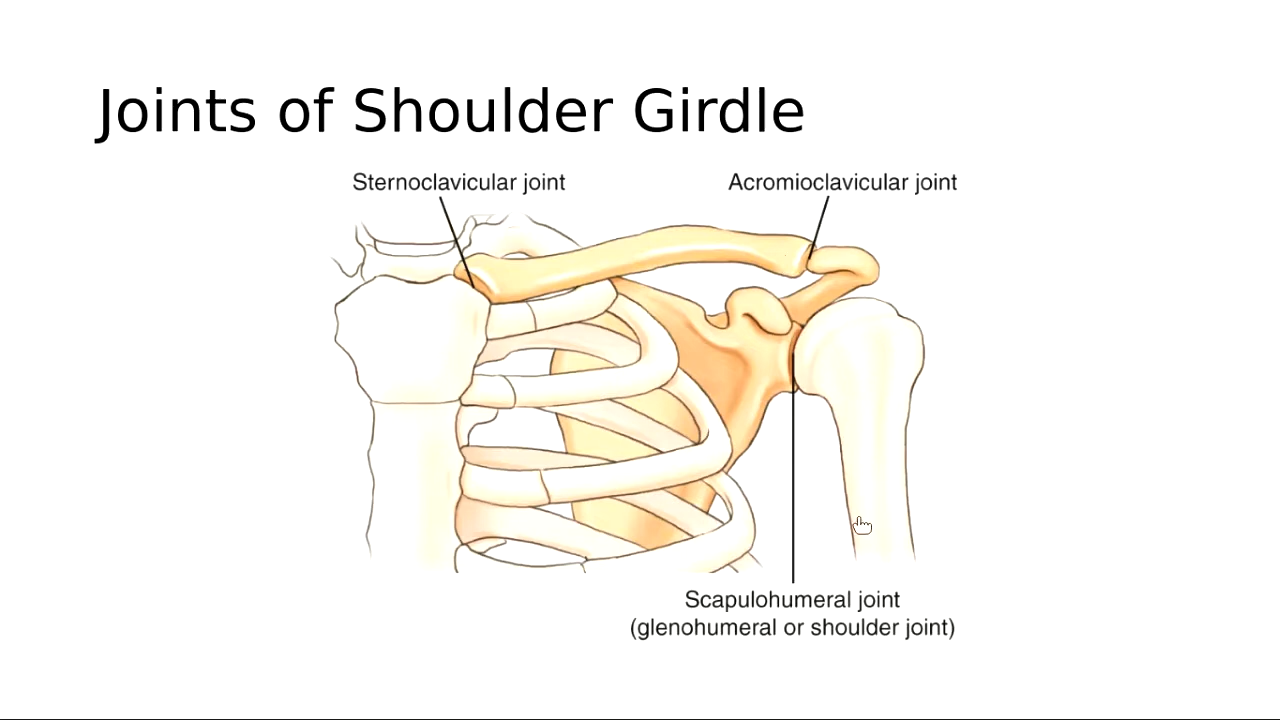 Joints of Shoulder Girdle
Sternoclavicular joint
Acromioclavicular joint
Scapulohumeral joint
(glenohumeral or shoulder joint)